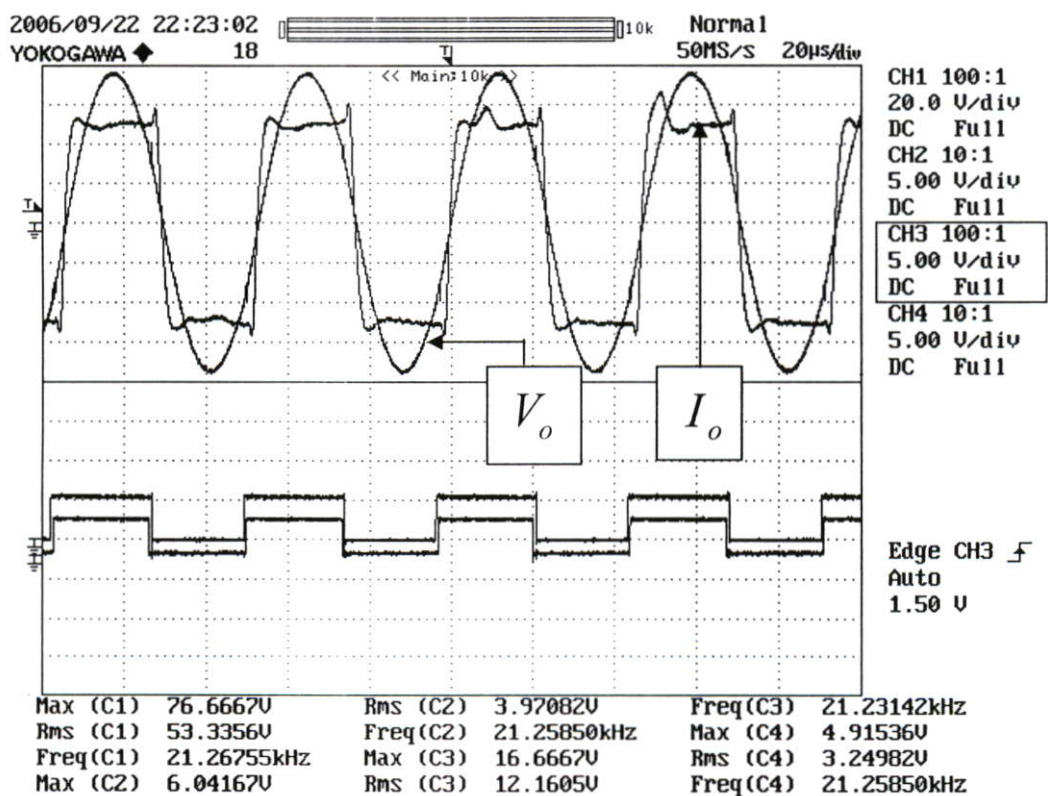 2006/09/22 22:23:02
10k
Normal
YOKOGAWA ◆
18
50MS/s 20µs/div
<< Main:10k >>
CH1 100:1
20.0 V/div
DC Full
CH2 10:1
5.00 V/div
DC Full
CH3 100:1
5.00 V/div
DC Full
CH4 10:1
5.00 V/div
DC Full
Vo
Io
Edge CH3
Auto
1.50 V
Max (C1) 76.6667V Rms (C2) 3.97082V Freq(C3) 21.23142kHz
Rms (C1) 53.3356V Freq(C2) 21.25850kHz Max (C4) 4.91536V
Freq(C1) 21.26755kHz Max (C3) 16.6667V Rms (C4) 3.24982V
Max (C2) 6.04167V Rms (C3) 12.1605V Freq(C4) 21.25850kHz